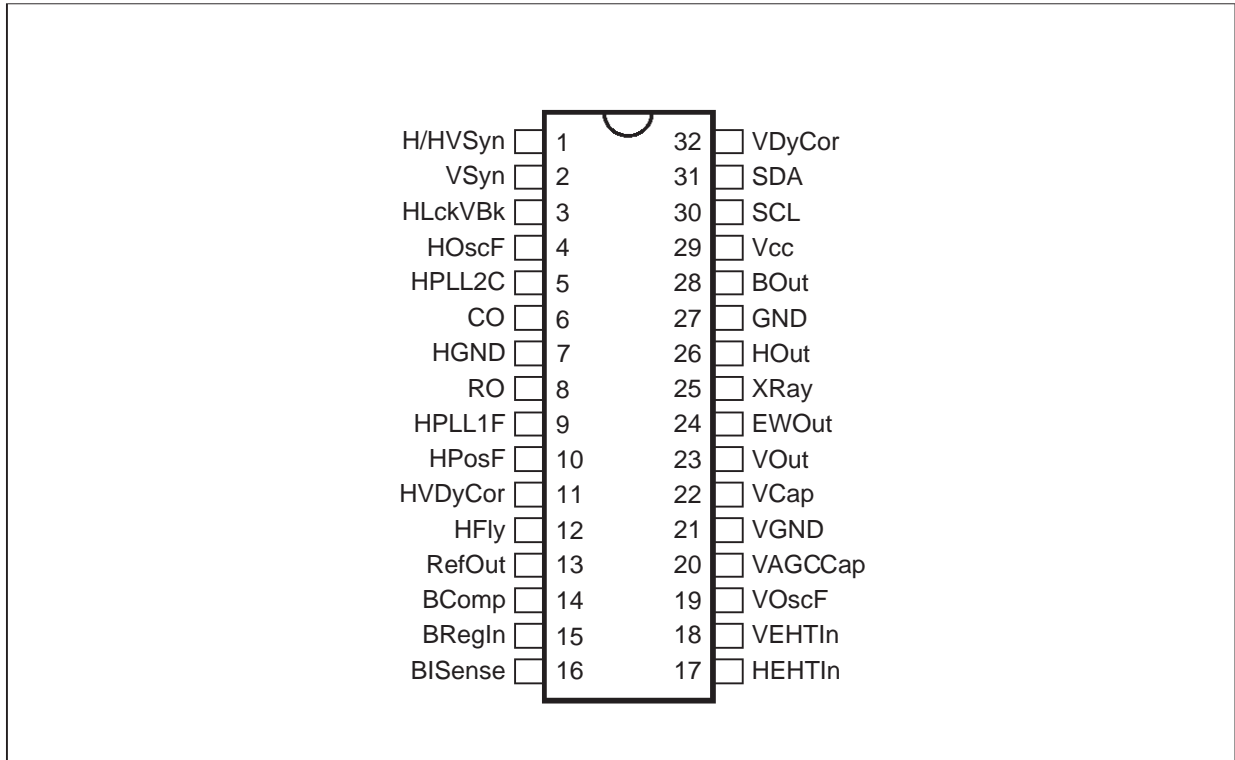 H/HVSyn 1 32 VDyCor
VSyn 2 31 SDA
HLckVBk 3 30 SCL
HOscF 4 29 Vcc
HPLL2C 5 28 BOut
CO 6 27 GND
HGND 7 26 HOut
RO 8 25 XRay
HPLL1F 9 24 EWOut
HPosF 10 23 VOut
HVDyCor 11 22 VCap
HFly 12 21 VGND
RefOut 13 20 VAGCCap
BComp 14 19 VOscF
BRegIn 15 18 VEHTIn
BISense 16 17 HEHTIn